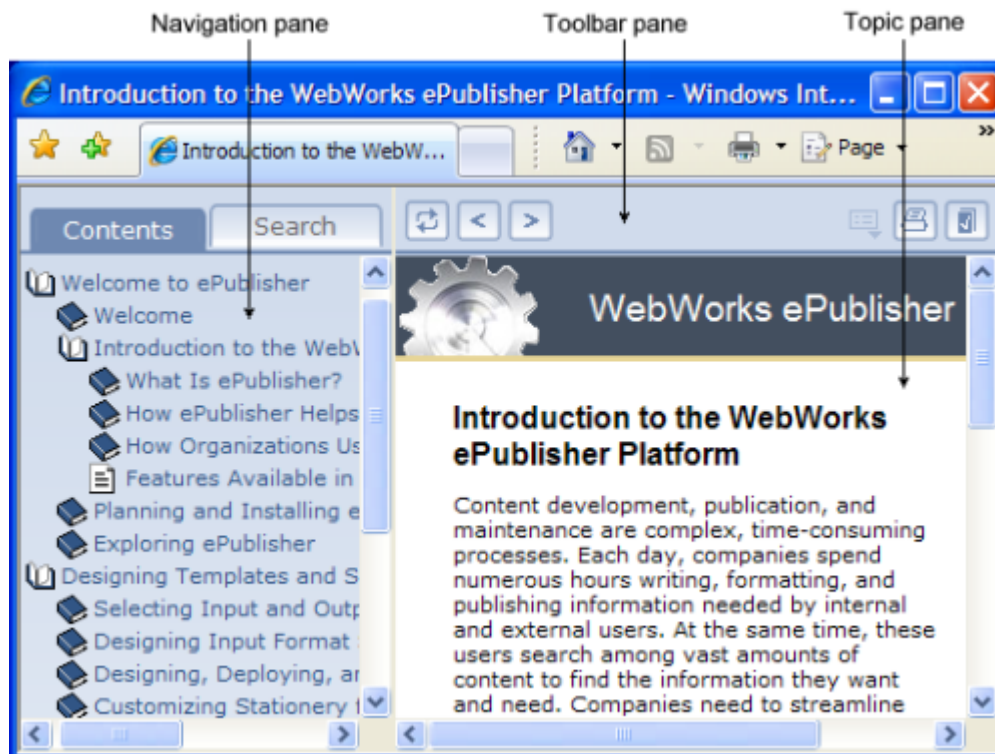 Navigation pane
Toolbar pane
Topic pane
Introduction to the WebWorks ePublisher Platform - Windows Int...
Introduction to the WebW...
Page
Contents
Search
Welcome to ePublisher
Welcome
Introduction to the Web
What Is ePublisher?
How ePublisher Helps
How Organizations Us
Features Available in
Planning and Installing e
Exploring ePublisher
Designing Templates and S
Selecting Input and Outp
Designing Input Format
Designing, Deploying, ar
Customizing Stationery
WebWorks ePublisher
Introduction to the WebWorks
ePublisher Platform
Content development, publication, and
maintenance are complex, time-consuming
processes. Each day, companies spend
numerous hours writing, formatting, and
publishing information needed by internal
and external users. At the same time, these
users search among vast amounts of
content to find the information they want
and need. Companies need to streamline